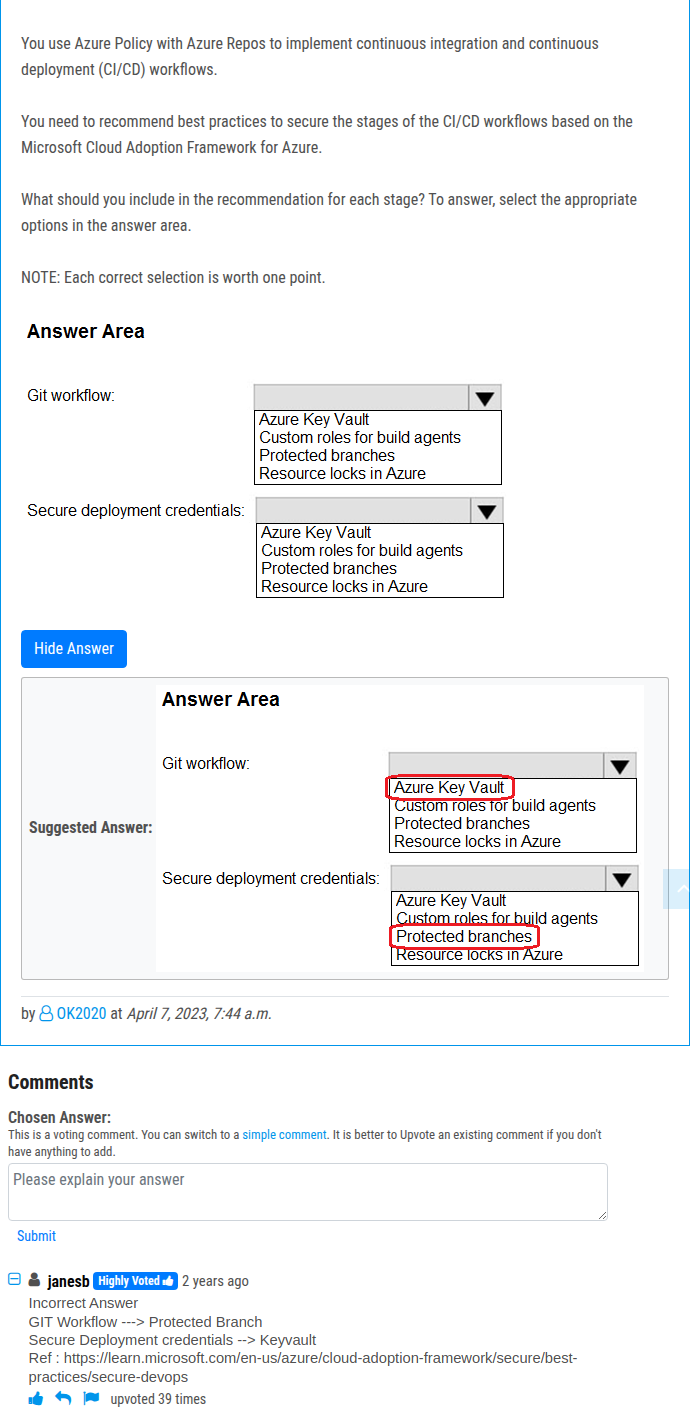 You use Azure Policy with Azure Repos to implement continuous integration and continuous
deployment (CI/CD) workflows.
You need to recommend best practices to secure the stages of the CI/CD workflows based on the
Microsoft Cloud Adoption Framework for Azure.
What should you include in the recommendation for each stage? To answer, select the appropriate
options in the answer area.
NOTE: Each correct selection is worth one point.
Answer Area
Git workflow:
Azure Key Vault
Custom roles for build agents
Protected branches
Resource locks in Azure
Secure deployment credentials:
Azure Key Vault
Custom roles for build agents
Protected branches
Resource locks in Azure
Hide Answer
Suggested Answer:
Answer Area
Git workflow:
Azure Key Vault
Custom roles for build agents
Protected branches
Resource locks in Azure
Secure deployment credentials:
Azure Key Vault
Custom roles for build agents
Protected branches
Resource locks in Azure
by OK2020 at April 7, 2023, 7:44 a.m.
Comments
Chosen Answer:
This is a voting comment. You can switch to a simple comment. It is better to Upvote an existing comment if you don't
have anything to add.
Please explain your answer
Submit
janesb Highly Voted 2 years ago
Incorrect Answer
GIT Workflow ---> Protected Branch
Secure Deployment credentials --> Keyvault
Ref : https://learn.microsoft.com/en-us/azure/cloud-adoption-framework/secure/best-
practices/secure-devops
upvoted 39 times